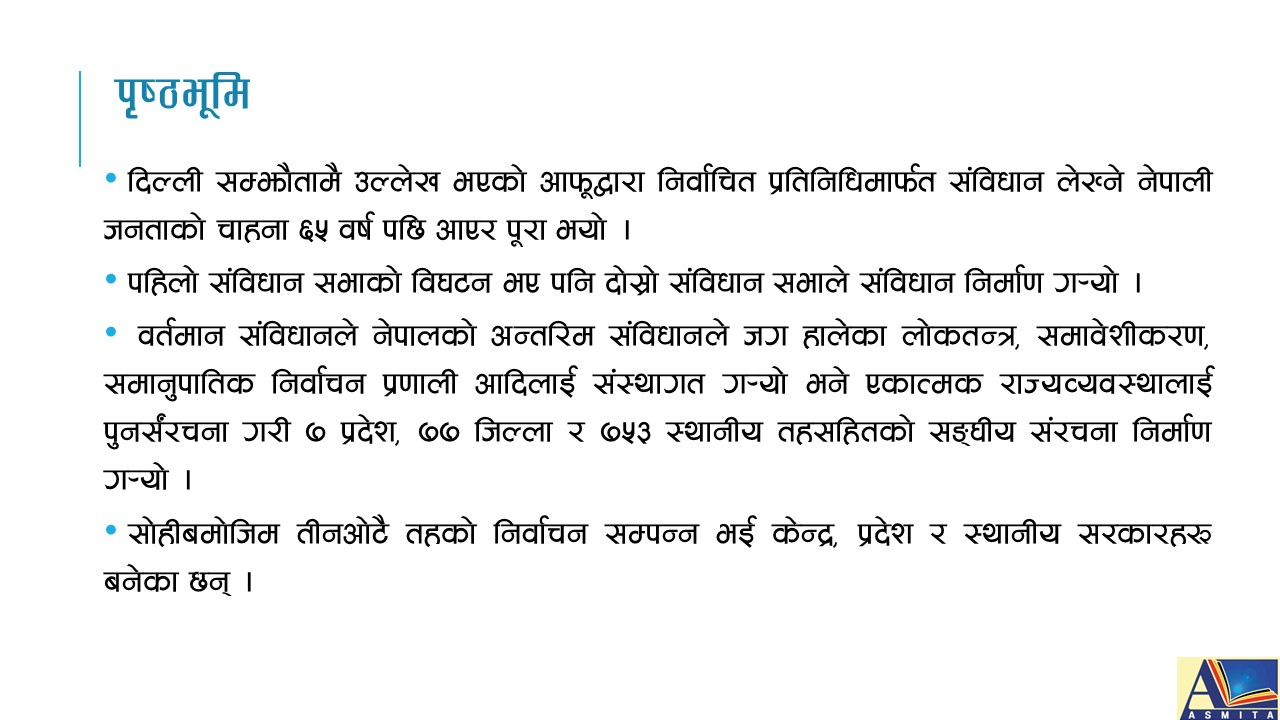 पृष्ठभूमि
• दिल्ली सम्झौतामै उल्लेख भएको आफूद्वारा निर्वाचित प्रतिनिधिमार्फत संविधान लेख्ने नेपाली
जनताको चाहना ६५ वर्ष पछि आएर पूरा भयो ।
• पहिलो संविधान सभाको विघटन भए पनि दोस्रो संविधान सभाले संविधान निर्माण गऱ्यो ।
• वर्तमान संविधानले नेपालको अन्तरिम संविधानले जग हालेका लोकतन्त्र, समावेशीकरण,
समानुपातिक निर्वाचन प्रणाली आदिलाई संस्थागत गऱ्यो भने एकात्मक राज्यव्यवस्थालाई
पुनर्संरचना गरी ७ प्रदेश, ७७ जिल्ला र ७५३ स्थानीय तहसहितको सङ्घीय संरचना निर्माण
गऱ्यो ।
• सोहीबमोजिम तीनओटै तहको निर्वाचन सम्पन्न भई केन्द्र, प्रदेश र स्थानीय सरकारहरु
बनेका छन् ।
ASMITA